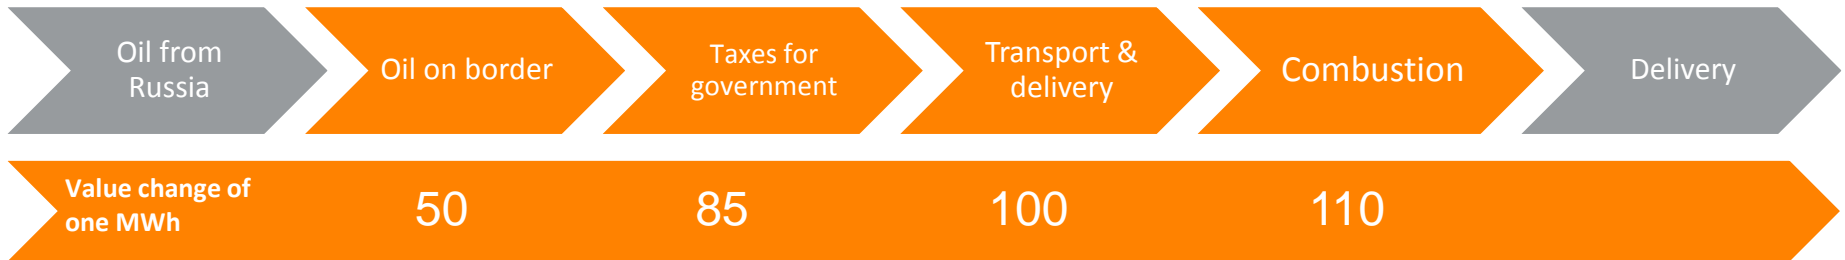 Oil from
Russia
Oil on border
Taxes for
government
Transport &
delivery
Combustion
Delivery
Value change of
one MWh
50
85
100
110